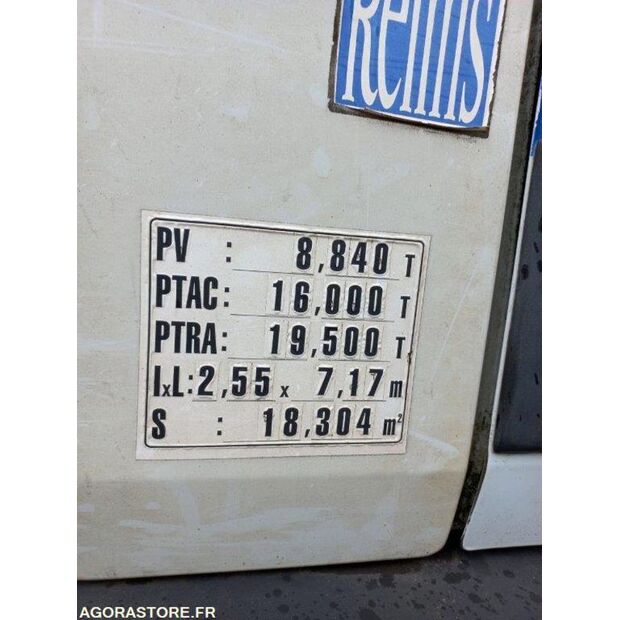 Reims
PV : 8,840 T
PTAC: 16,000 T
PTRA: 19,500 T
lxL: 2,55 x 7,17 m
S : 18,304 m²
AGORASTORE.FR